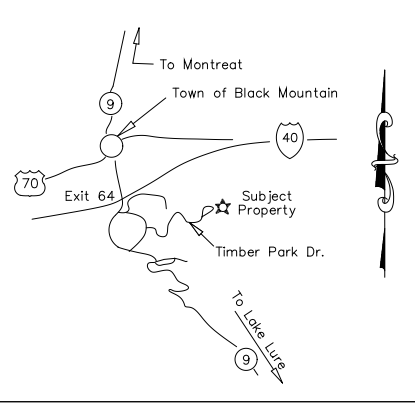 To Montreat
9
Town of Black Mountain
40
70
Exit 64
Subject
Property
Timber Park Dr.
To Lake Lure
9